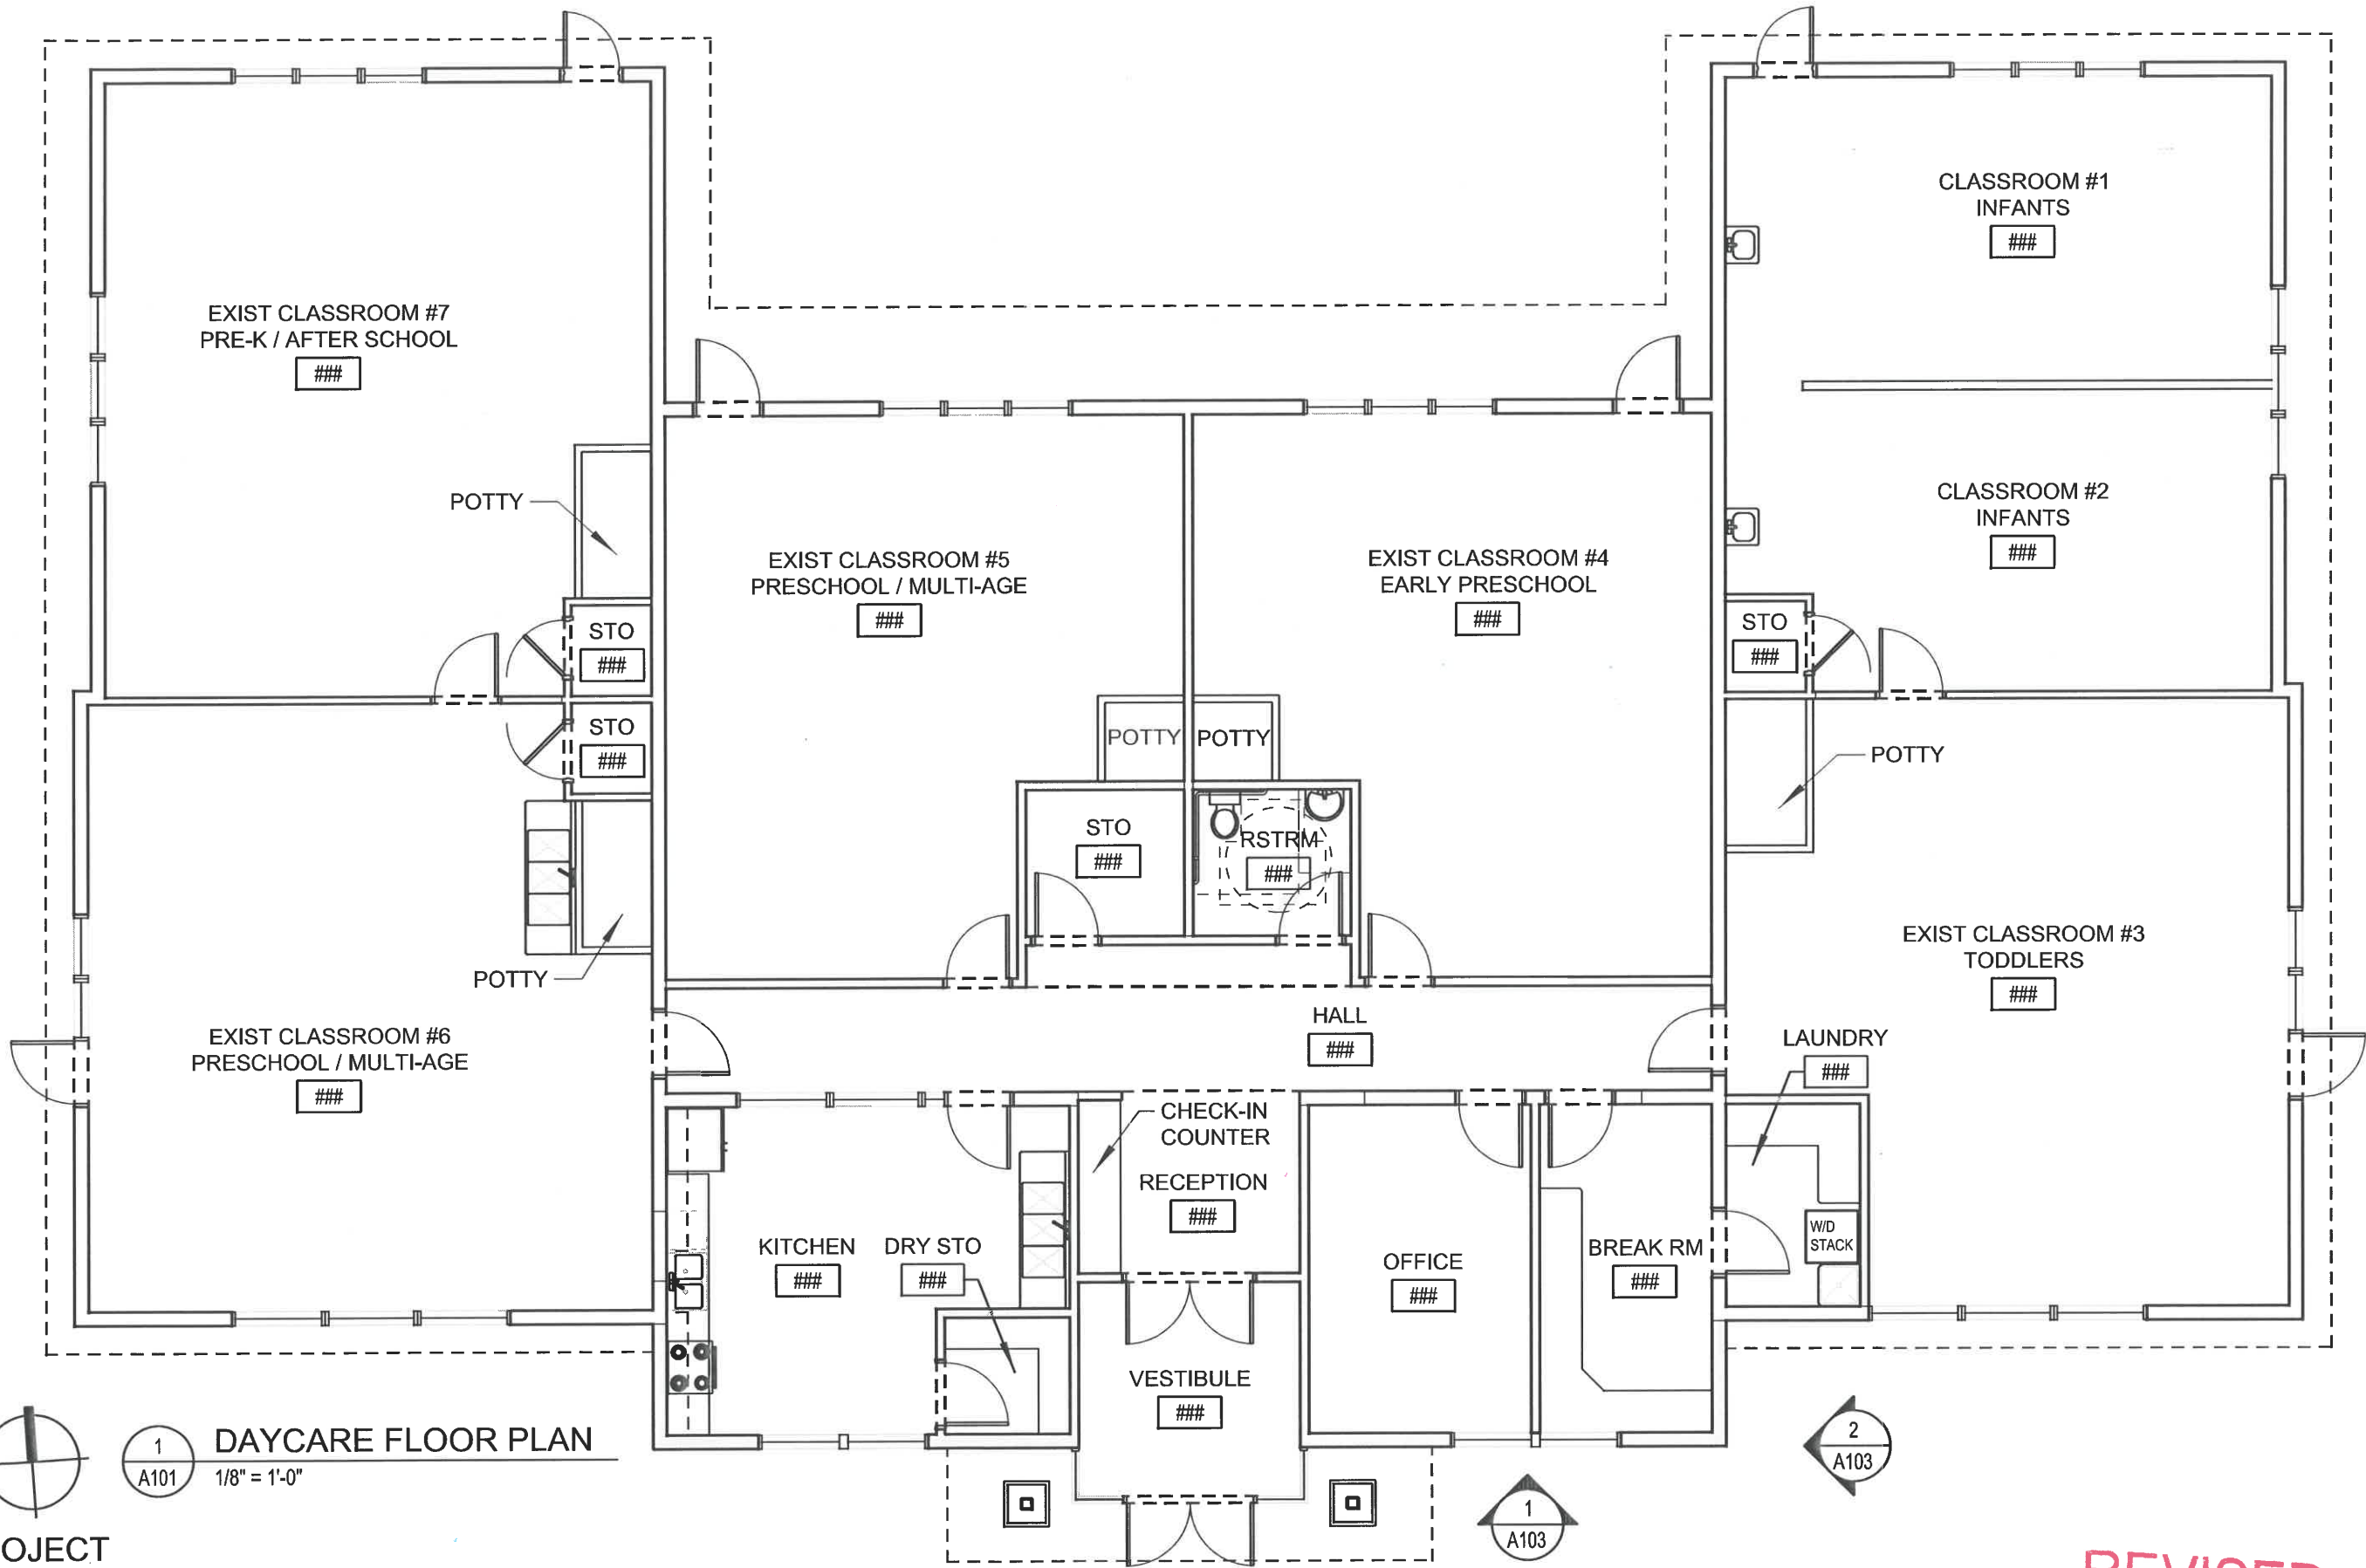 CLASSROOM #1
INFANTS
###
EXIST CLASSROOM #7
PRE-K / AFTER SCHOOL
###
POTTY
CLASSROOM #2
INFANTS
###
EXIST CLASSROOM #5
PRESCHOOL / MULTI-AGE
###
EXIST CLASSROOM #4
EARLY PRESCHOOL
###
STO
###
STO
###
STO
###
POTTY
POTTY
POTTY
STO
###
RSTRM
###
POTTY
EXIST CLASSROOM #3
TODDLERS
###
EXIST CLASSROOM #6
PRESCHOOL / MULTI-AGE
###
HALL
###
LAUNDRY
###
CHECK-IN
COUNTER
RECEPTION
###
KITCHEN
###
DRY STO
###
OFFICE
###
BREAK RM
###
W/D
STACK
VESTIBULE
###
1
A101
DAYCARE FLOOR PLAN
1/8" = 1'-0"
1
A103
2
A103
OJECT
REVISED